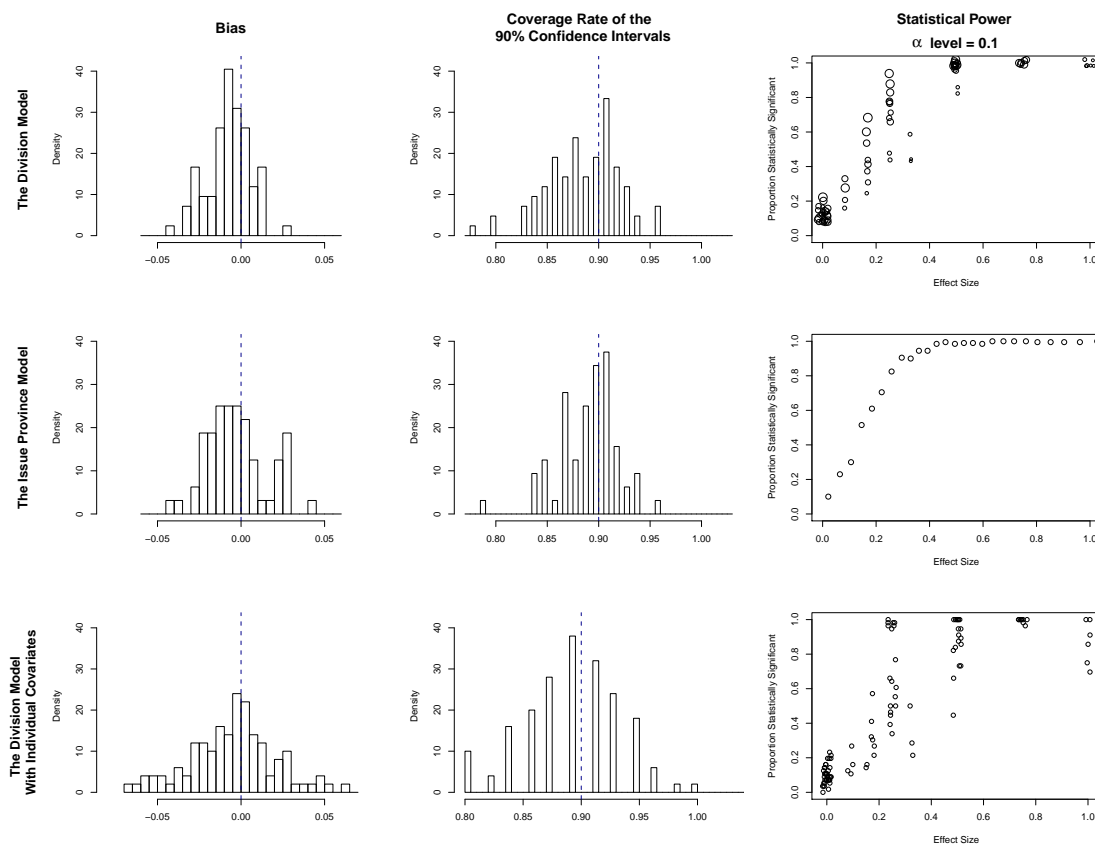 Bias
Coverage Rate of the
90% Confidence Intervals
Statistical Power
α level = 0.1
The Division Model
Density
0 10 20 30 40
−0.05 0.00 0.05
Density
0 10 20 30 40
0.80 0.85 0.90 0.95 1.00
Proportion Statistically Significant
0.0 0.2 0.4 0.6 0.8 1.0
0.0 0.2 0.4 0.6 0.8 1.0
Effect Size
The Issue Province Model
Density
0 10 20 30 40
−0.05 0.00 0.05
Density
0 10 20 30 40
0.80 0.85 0.90 0.95 1.00
Proportion Statistically Significant
0.0 0.2 0.4 0.6 0.8 1.0
0.0 0.2 0.4 0.6 0.8 1.0
Effect Size
The Division Model
With Individual Covariates
Density
0 10 20 30 40
−0.05 0.00 0.05
Density
0 10 20 30 40
0.80 0.85 0.90 0.95 1.00
Proportion Statistically Significant
0.0 0.2 0.4 0.6 0.8 1.0
0.0 0.2 0.4 0.6 0.8 1.0
Effect Size